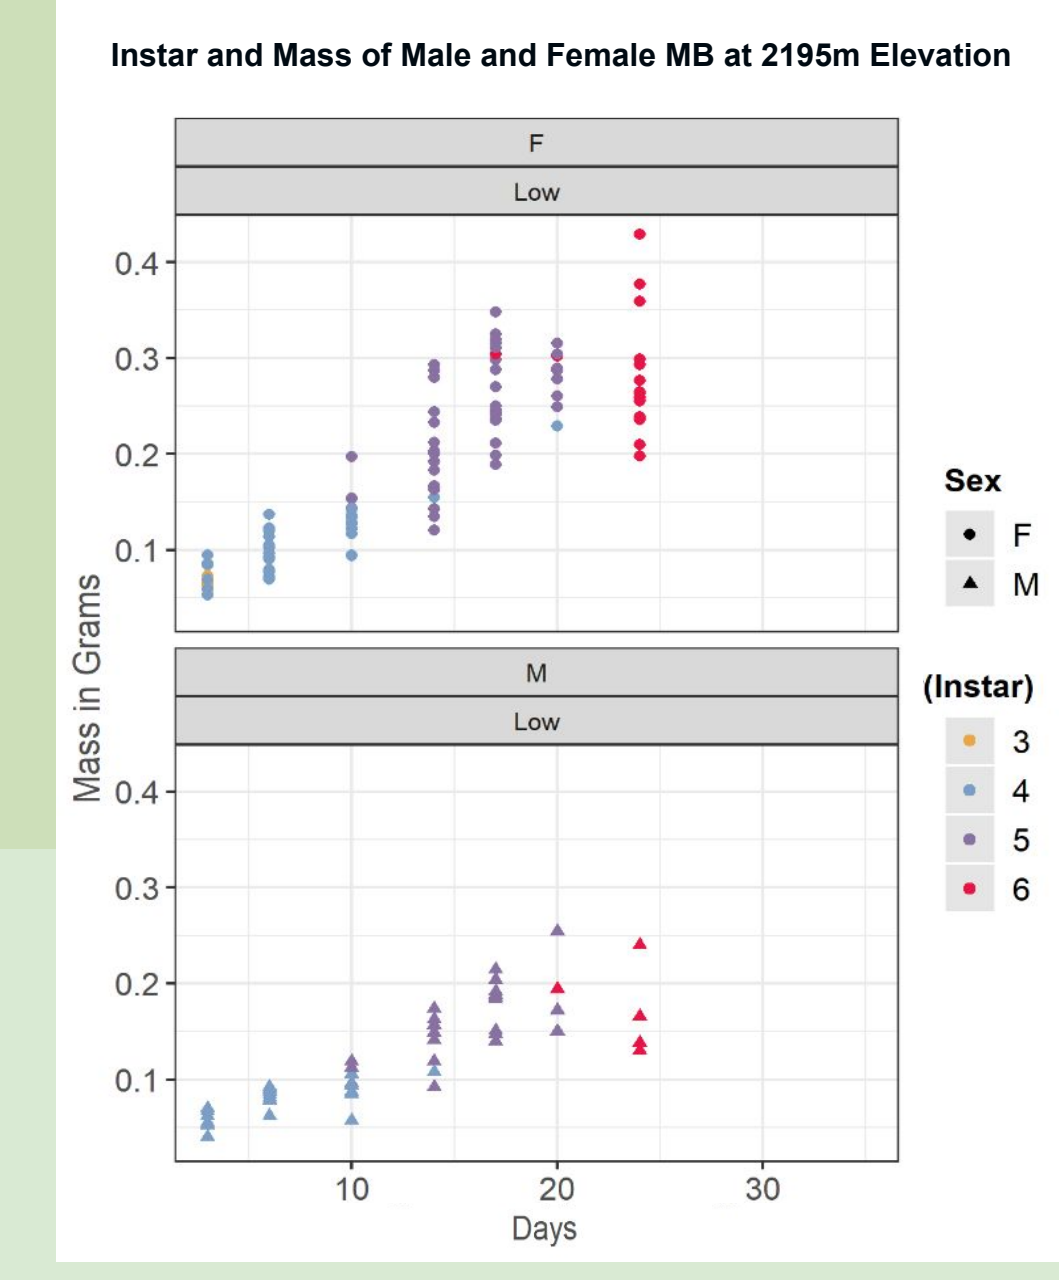 Instar and Mass of Male and Female MB at 2195m Elevation
F
Low
0.4
0.3
0.2
0.1
M
Low
0.4
0.3
0.2
0.1
10 20 30
Days
Mass in Grams
Sex
F
M
(Instar)
3
4
5
6